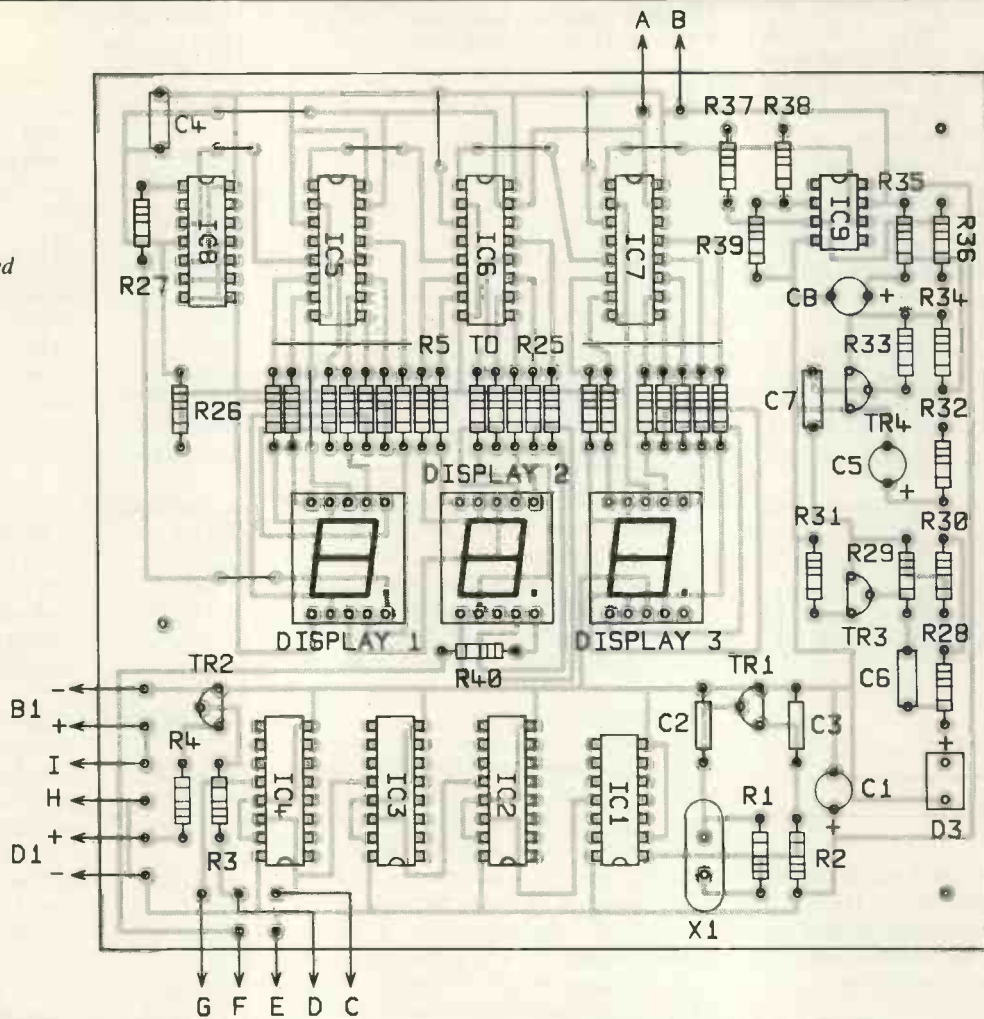 A B
R37 R38
C4
R35
IC8
IC5
IC6
IC7
IC9
R36
R39
ed
R27
C8 +
R34
R5 TO R25
R33
R26
C7
R32
TR4
DISPLAY 2
C5
+
R31
R30
R29
DISPLAY 1
DISPLAY 3
TR3
R28
TR2
R40
TR1
C6
B1 -
+
C2
C3
R4
I
+
IC4
IC3
IC2
IC1
H
R1
C1
D1 +
R3
R2
+
D3
-
X1
G F E D C